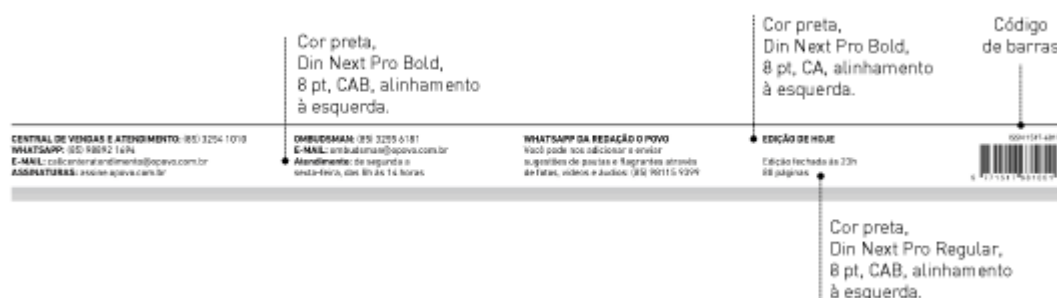 Cor preta,
Din Next Pro Bold,
8 pt, CAB, alinhamento
à esquerda.
Cor preta,
Din Next Pro Bold,
8 pt, CA, alinhamento
à esquerda.
Código
de barras
CENTRAL DE VENDAS E ATENDIMENTO: (85) 3254 1010
WHATSAPP: (85) 98892 1694
E-MAIL: callcenteratendimento@opovo.com.br
ASSINATURAS: assine.opovo.com.br
OMBUDSMAN: (85) 3255 6181
E-MAIL: ombudsman@opovo.com.br
Atendimento: de segunda a
sexta-feira, das 8h às 14 horas
WHATSAPP DA REDAÇÃO O POVO
Você pode nos adicionar e enviar
sugestões de pautas e flagrantes através
de fotos, vídeos e áudios: (85) 98115 9399
EDIÇÃO DE HOJE
Edição fechada às 23h
88 páginas
Cor preta,
Din Next Pro Regular,
8 pt, CAB, alinhamento
à esquerda.